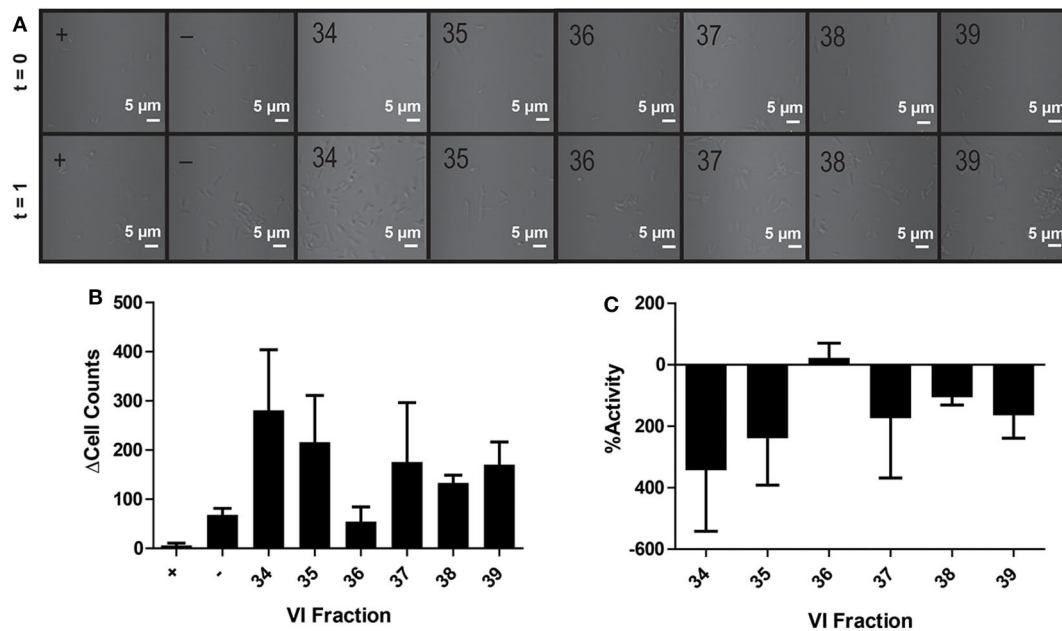 A
t = 0
+ – 34 35 36 37 38 39
5 µm 5 µm 5 µm 5 µm 5 µm 5 µm 5 µm 5 µm
t = 1
+ – 34 35 36 37 38 39
5 µm 5 µm 5 µm 5 µm 5 µm 5 µm 5 µm 5 µm
B
ΔCell Counts
500
400
300
200
100
0
+ - 34 35 36 37 38 39
VI Fraction
C
%Activity
200
0
200
400
-600
34 35 36 37 38 39
VI Fraction